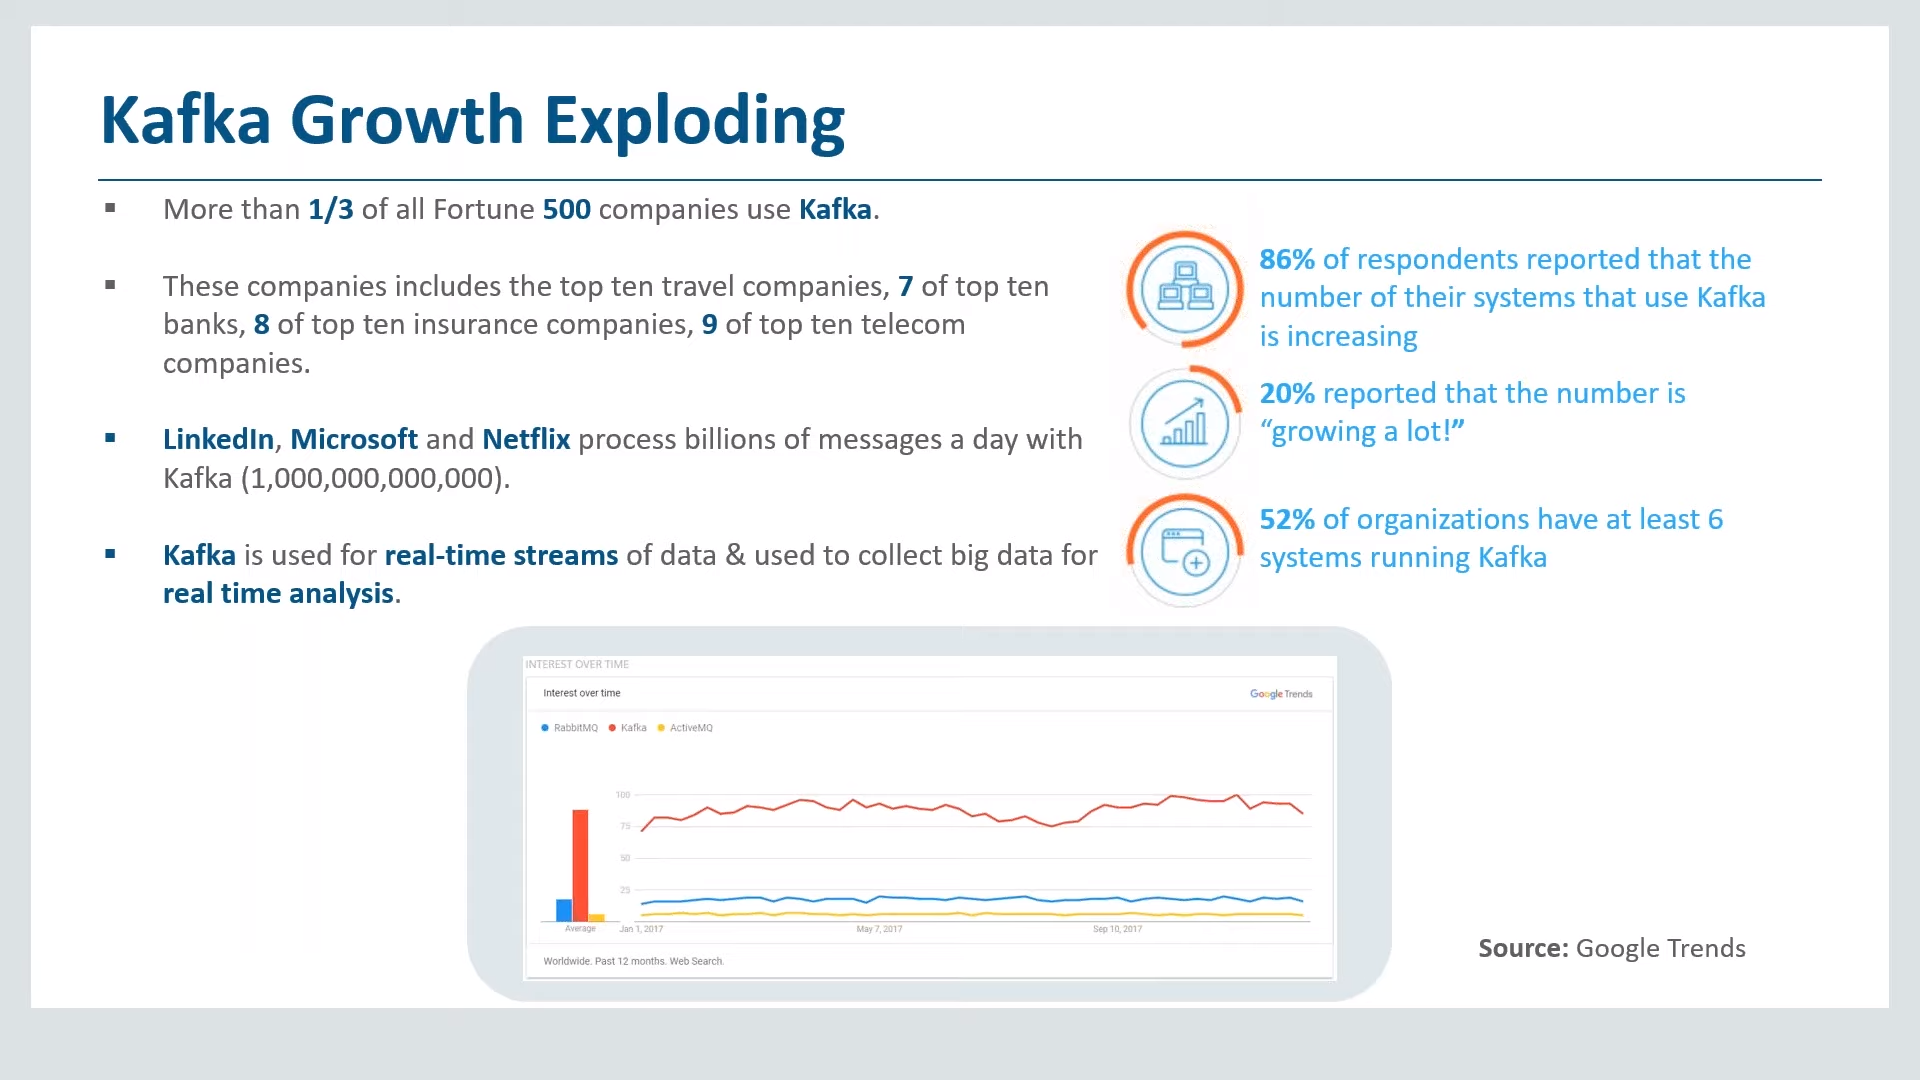 Kafka Growth Exploding
▪ More than 1/3 of all Fortune 500 companies use Kafka.
▪ These companies includes the top ten travel companies, 7 of top ten
banks, 8 of top ten insurance companies, 9 of top ten telecom
companies.
▪ LinkedIn, Microsoft and Netflix process billions of messages a day with
Kafka (1,000,000,000,000).
▪ Kafka is used for real-time streams of data & used to collect big data for
real time analysis.
86% of respondents reported that the
number of their systems that use Kafka
is increasing
20% reported that the number is
“growing a lot!”
52% of organizations have at least 6
systems running Kafka
INTEREST OVER TIME
Interest over time
Google Trends
RabbitMQ Kafka ActiveMQ
100
75
50
25
Average
Jan 1, 2017 May 7, 2017 Sep 10, 2017
Worldwide. Past 12 months. Web Search.
Source: Google Trends